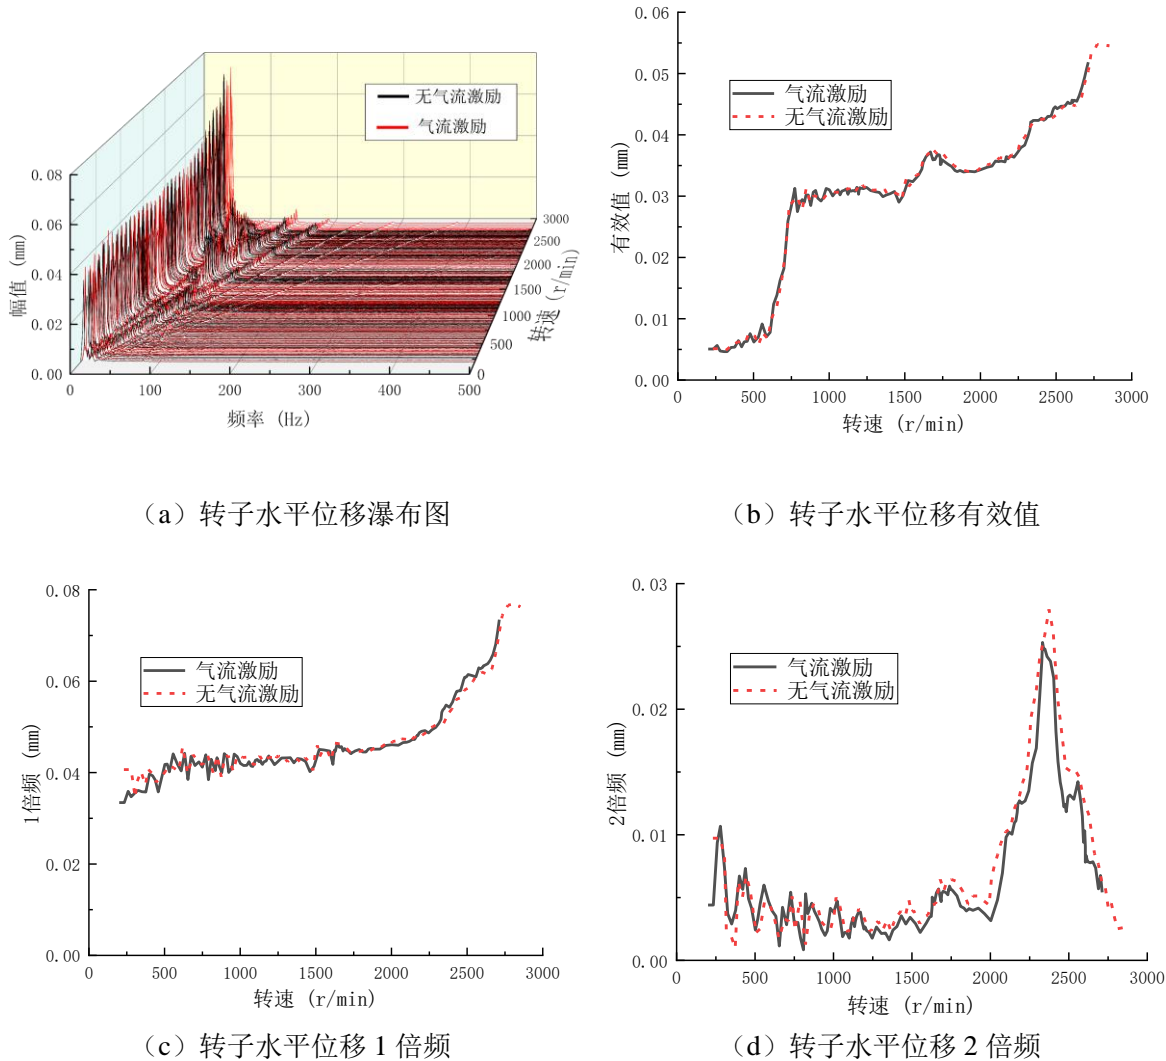 无气流激励
气流激励
0.08
0.06
0.04
0.02
0.00
幅值 (mm)
0
100
200
300
400
500
频率 (Hz)
0
500
1000
1500
2000
2500
3000
转速(r/min)
(a)转子水平位移瀑布图
0.06
0.05
0.04
0.03
0.02
0.01
0.00
有效值 (mm)
气流激励
无气流激励
0
500
1000
1500
2000
2500
3000
转速 (r/min)
(b)转子水平位移有效值
0.08
0.06
0.04
0.02
0.00
1倍频 (mm)
气流激励
无气流激励
0
500
1000
1500
2000
2500
3000
转速 (r/min)
(c)转子水平位移 1 倍频
0.03
0.02
0.01
0.00
2倍频 (mm)
气流激励
无气流激励
0
500
1000
1500
2000
2500
3000
转速 (r/min)
(d)转子水平位移 2 倍频